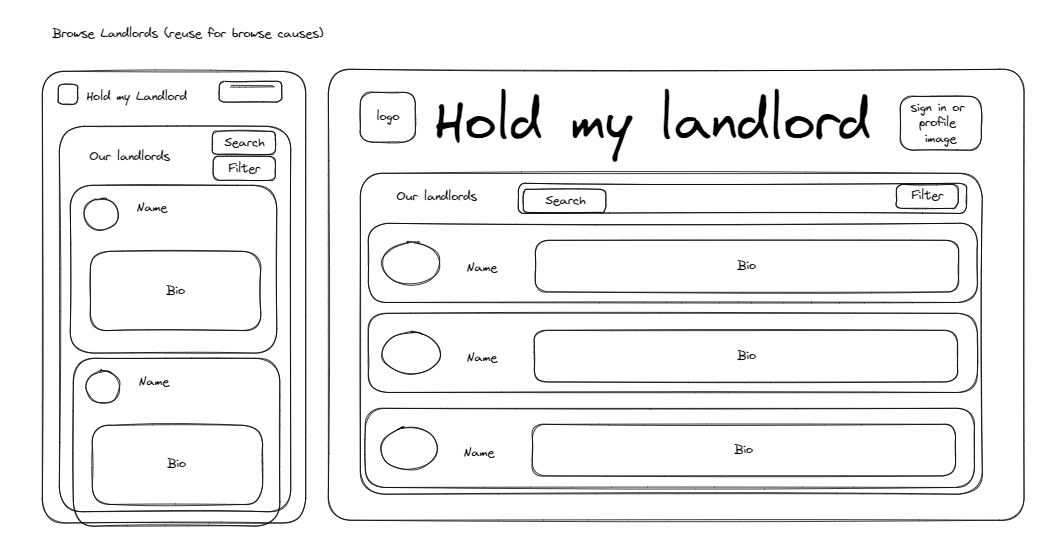 Browse Landlords (reuse for browse causes)
Hold my Landlord
Our landlords
Search
Filter
Name
Bio
Name
Bio
logo
Hold my landlord
Sign in or
profile
image
Our landlords
Search
Filter
Name
Bio
Name
Bio
Name
Bio